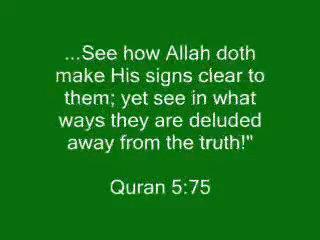 ...See how Allah doth
make His signs clear to
them; yet see in what
ways they are deluded
away from the truth!"
Quran 5:75